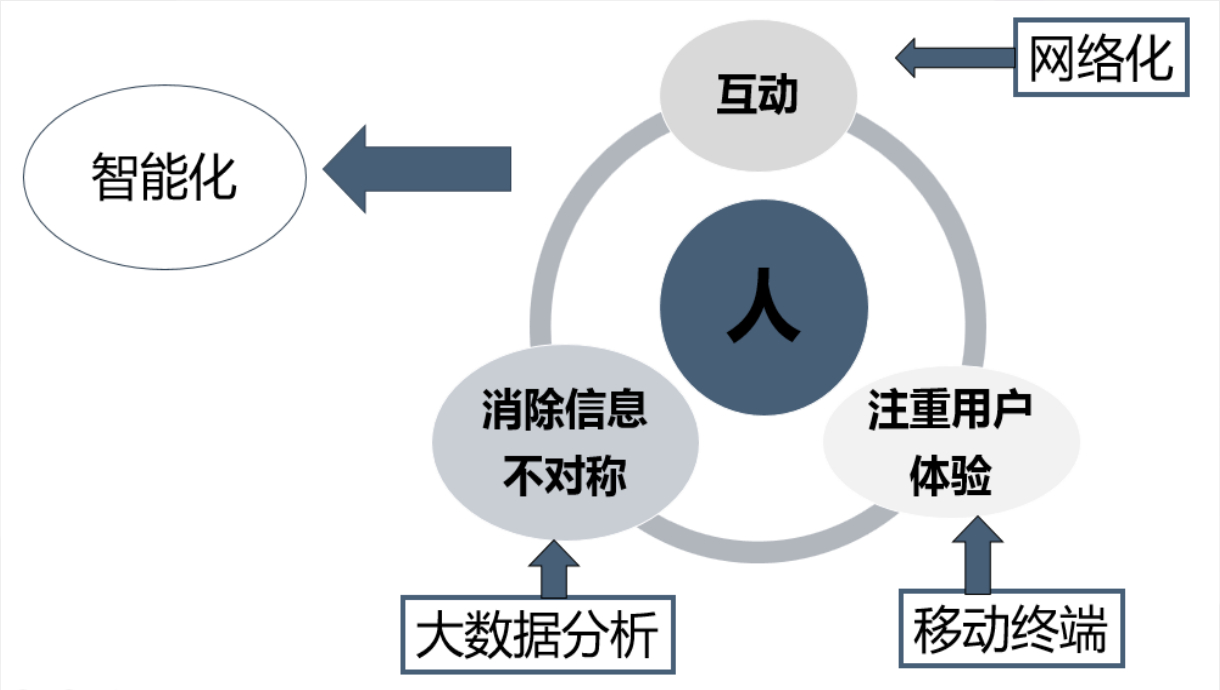 网络化
互动
智能化
人
消除信息
不对称
注重用户
体验
大数据分析
移动终端